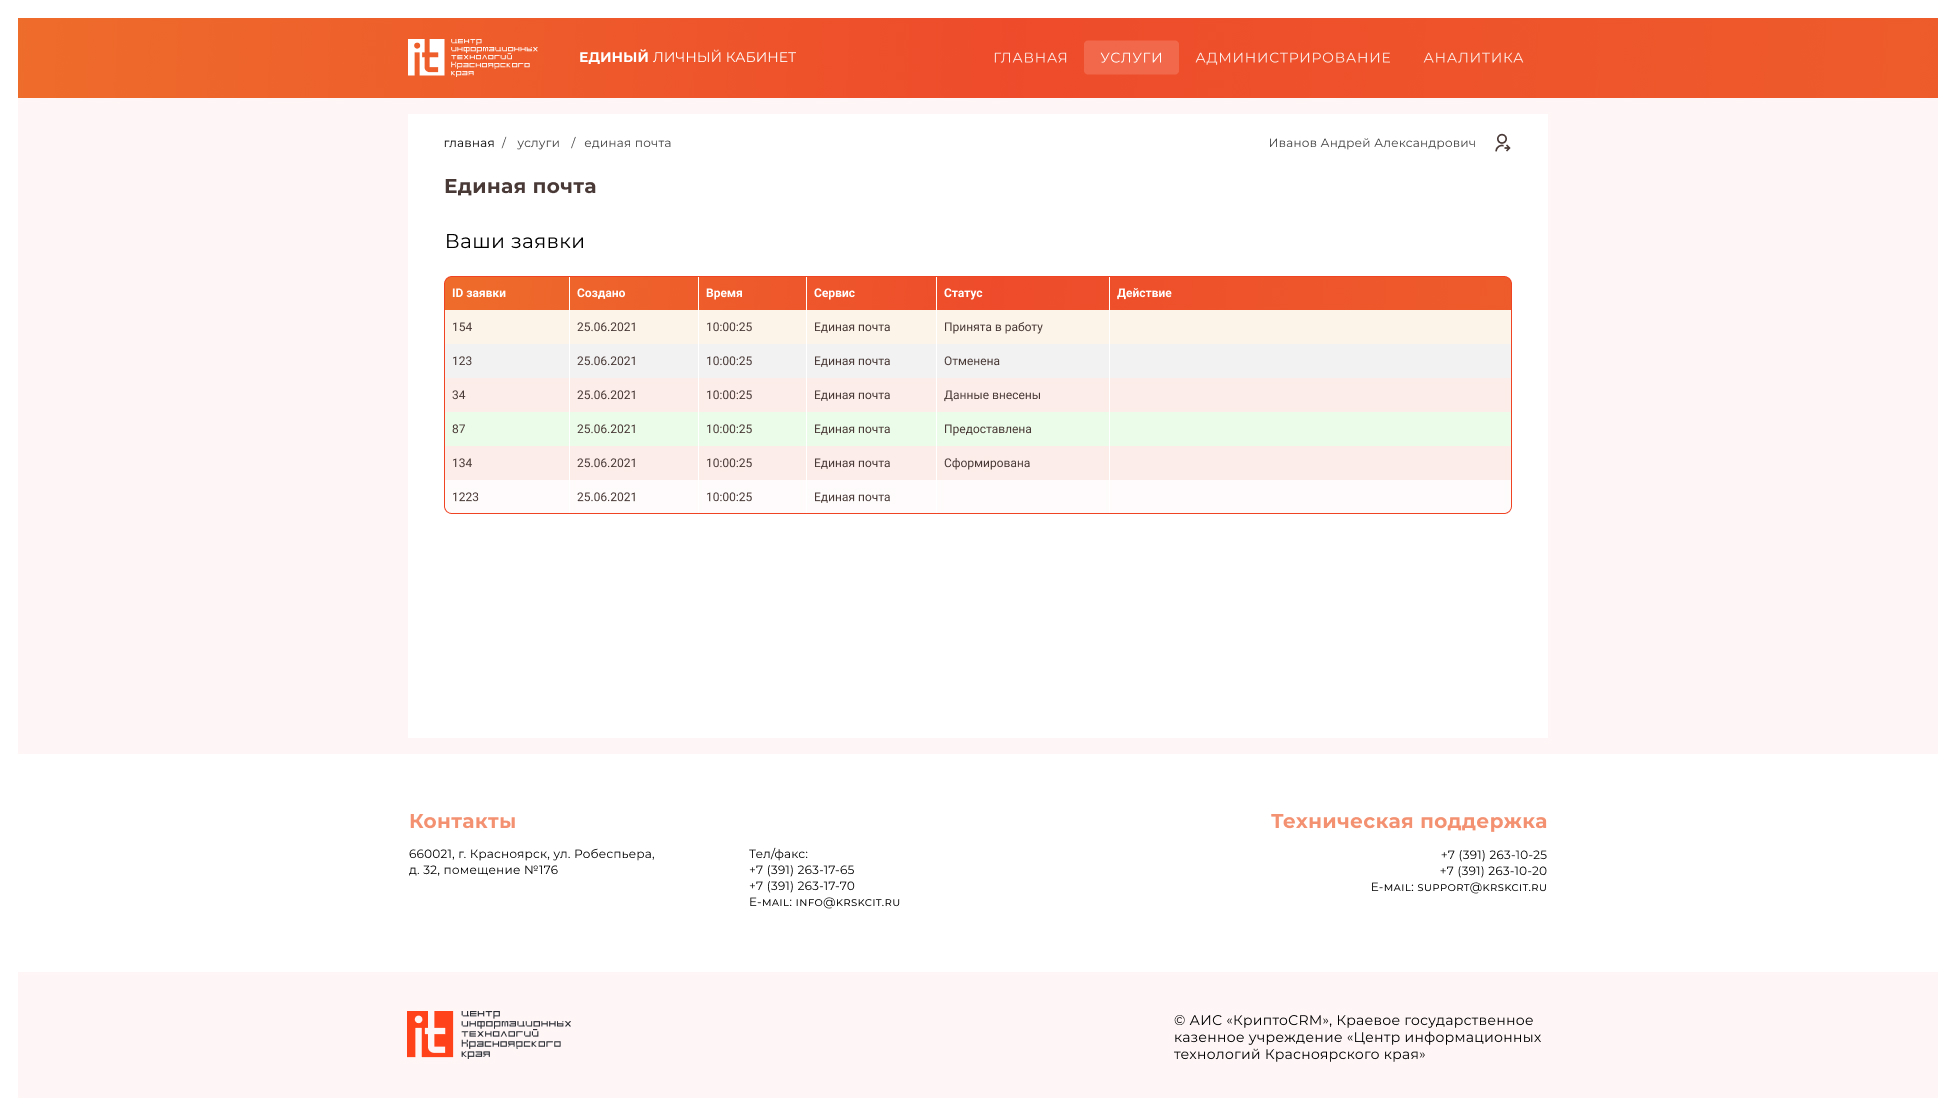 центр
информационных
технологий
Красноярского
края
ЕДИНЫЙ ЛИЧНЫЙ КАБИНЕТ
ГЛАВНАЯ УСЛУГИ АДМИНИСТРИРОВАНИЕ АНАЛИТИКА
главная / услуги / единая почта
Иванов Андрей Александрович
Единая почта
Ваши заявки
ID заявки Создано Время Сервис Статус Действие
154 25.06.2021 10:00:25 Единая почта Принята в работу
123 25.06.2021 10:00:25 Единая почта Отменена
34 25.06.2021 10:00:25 Единая почта Данные внесены
87 25.06.2021 10:00:25 Единая почта Предоставлена
134 25.06.2021 10:00:25 Единая почта Сформирована
1223 25.06.2021 10:00:25 Единая почта
Контакты
660021, г. Красноярск, ул. Робеспьера,
д. 32, помещение №176
Тел/факс:
+7 (391) 263-17-65
+7 (391) 263-17-70
E-MAIL: INFO@KRSKCIT.RU
Техническая поддержка
+7 (391) 263-10-25
+7 (391) 263-10-20
E-MAIL: SUPPORT@KRSKCIT.RU
it
центр
информационных
технологий
Красноярского
края
© АИС «КриптоCRM», Краевое государственное
казенное учреждение «Центр информационных
технологий Красноярского края»